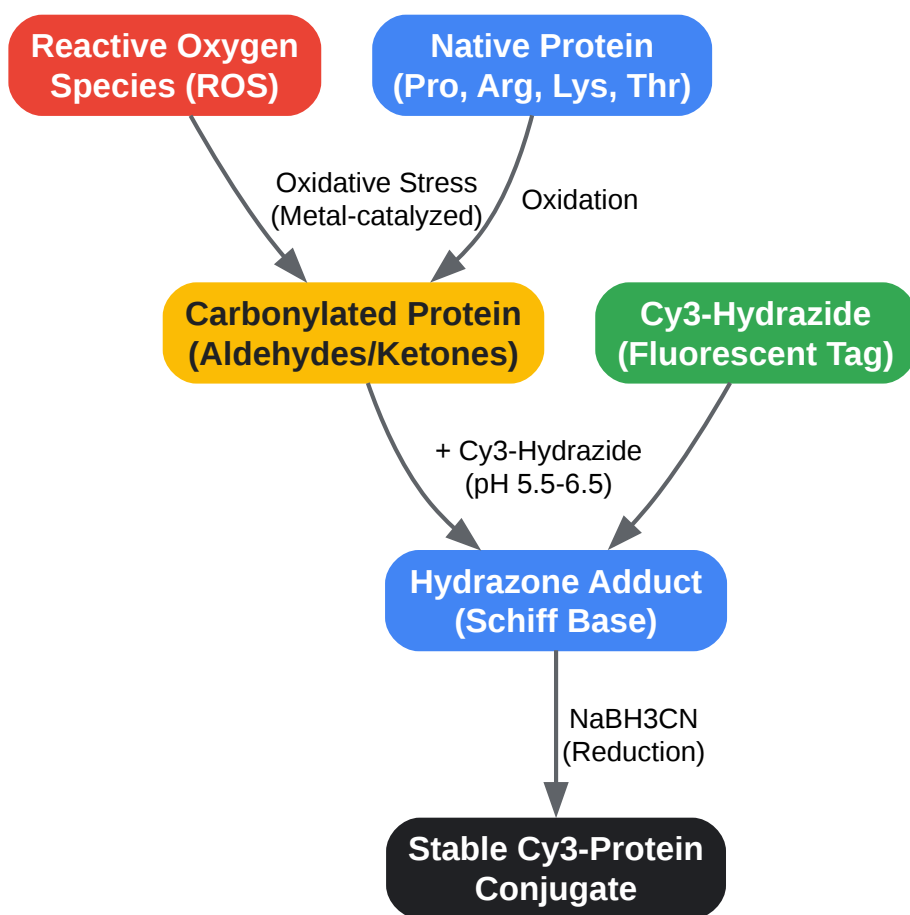 Reactive Oxygen
Species (ROS)
Native Protein
(Pro, Arg, Lys, Thr)
Oxidative Stress
(Metal-catalyzed)
Oxidation
Carbonylated Protein
(Aldehydes/Ketones)
Cy3-Hydrazide
(Fluorescent Tag)
+ Cy3-Hydrazide
(pH 5.5-6.5)
Hydrazone Adduct
(Schiff Base)
NaBH3CN
(Reduction)
Stable Cy3-Protein
Conjugate